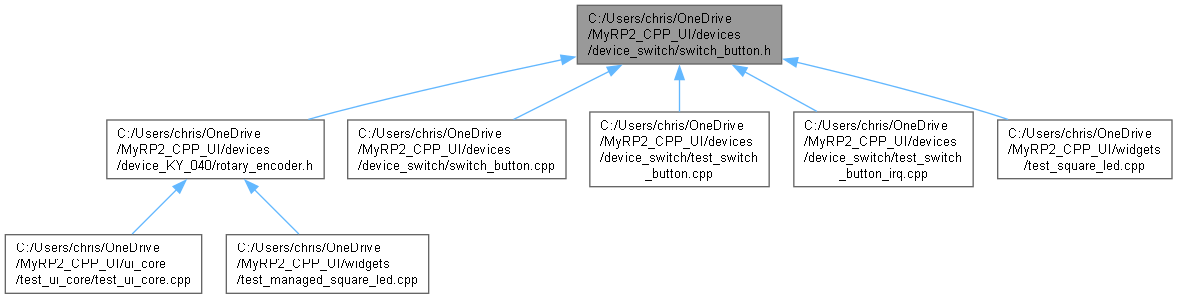 C:/Users/chris/OneDrive
/MyRP2_CPP_UI/devices
/device_switch/switch_button.h
C:/Users/chris/OneDrive
/MyRP2_CPP_UI/devices
/device_KY_040/rotary_encoder.h
C:/Users/chris/OneDrive
/MyRP2_CPP_UI/devices
/device_switch/switch_button.cpp
C:/Users/chris/OneDrive
/MyRP2_CPP_UI/devices
/device_switch/test_switch
_button.cpp
C:/Users/chris/OneDrive
/MyRP2_CPP_UI/devices
/device_switch/test_switch
_button_irq.cpp
C:/Users/chris/OneDrive
/MyRP2_CPP_UI/widgets
/test_square_led.cpp
C:/Users/chris/OneDrive
/MyRP2_CPP_UI/ui_core
/test_ui_core/test_ui_core.cpp
C:/Users/chris/OneDrive
/MyRP2_CPP_UI/widgets
/test_managed_square_led.cpp